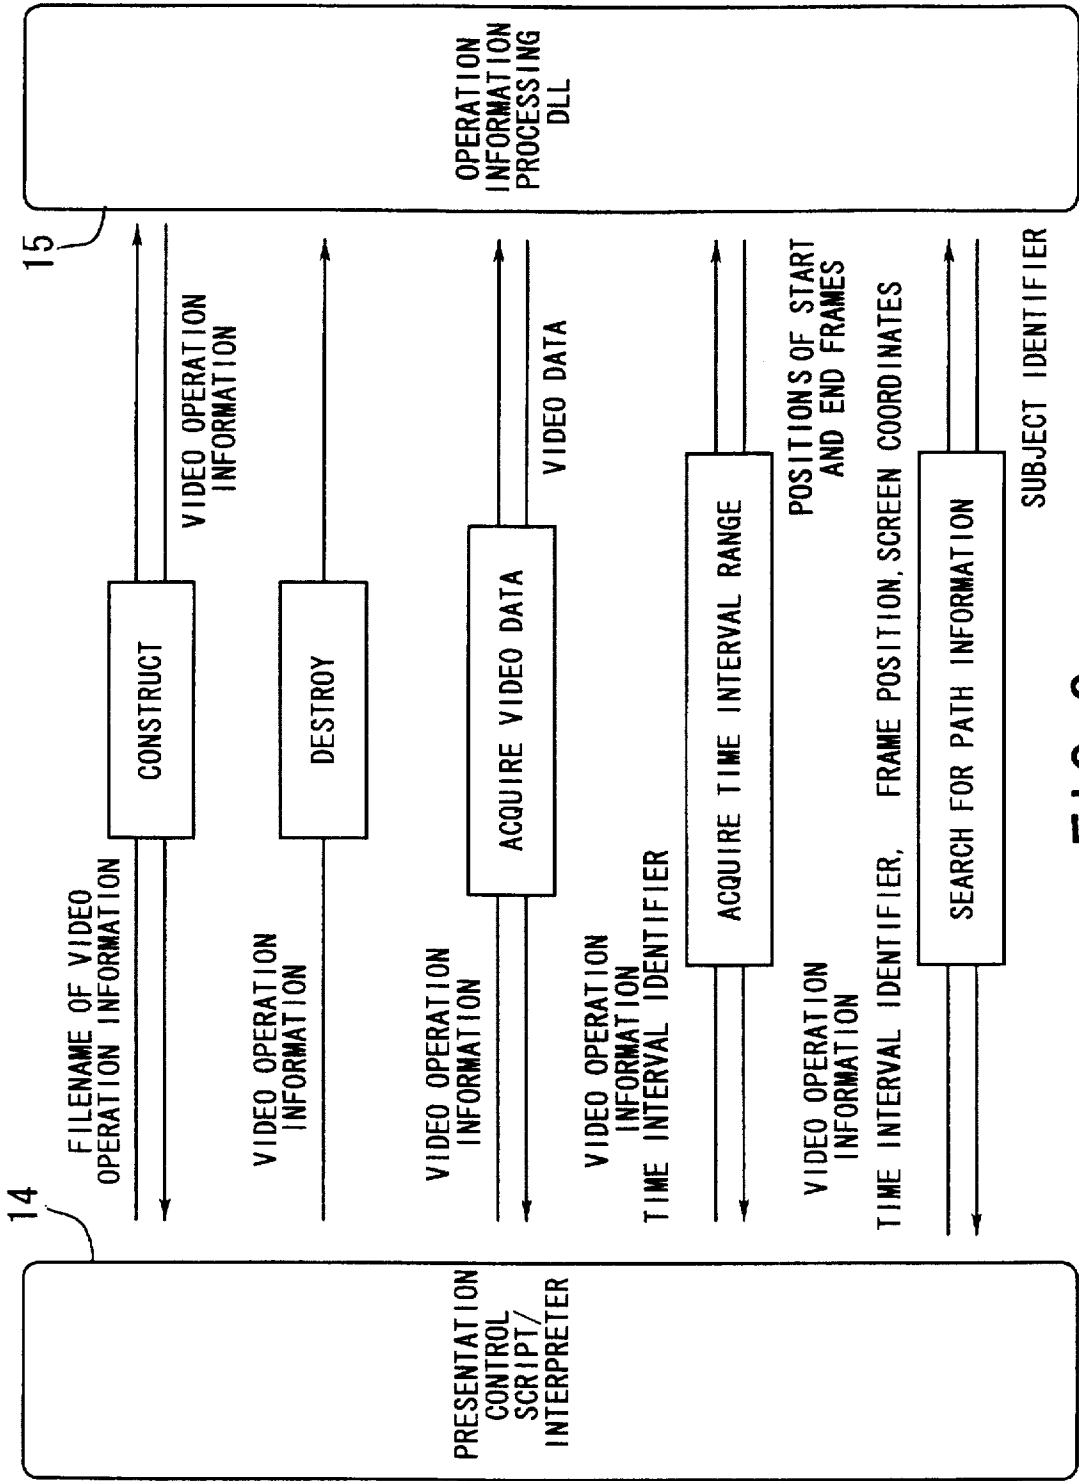 14
15
PRESENTATION
CONTROL
SCRIPT/
INTERPRETER
OPERATION
INFORMATION
PROCESSING
DLL
FILENAME OF VIDEO
OPERATION INFORMATION
CONSTRUCT
VIDEO OPERATION
INFORMATION
VIDEO OPERATION
INFORMATION
DESTROY
VIDEO OPERATION
INFORMATION
ACQUIRE VIDEO DATA
VIDEO DATA
VIDEO OPERATION
INFORMATION
TIME INTERVAL IDENTIFIER
ACQUIRE TIME INTERVAL RANGE
POSITIONS OF START
AND END FRAMES
VIDEO OPERATION
INFORMATION
TIME INTERVAL IDENTIFIER, FRAME POSITION, SCREEN COORDINATES
SEARCH FOR PATH INFORMATION
SUBJECT IDENTIFIER